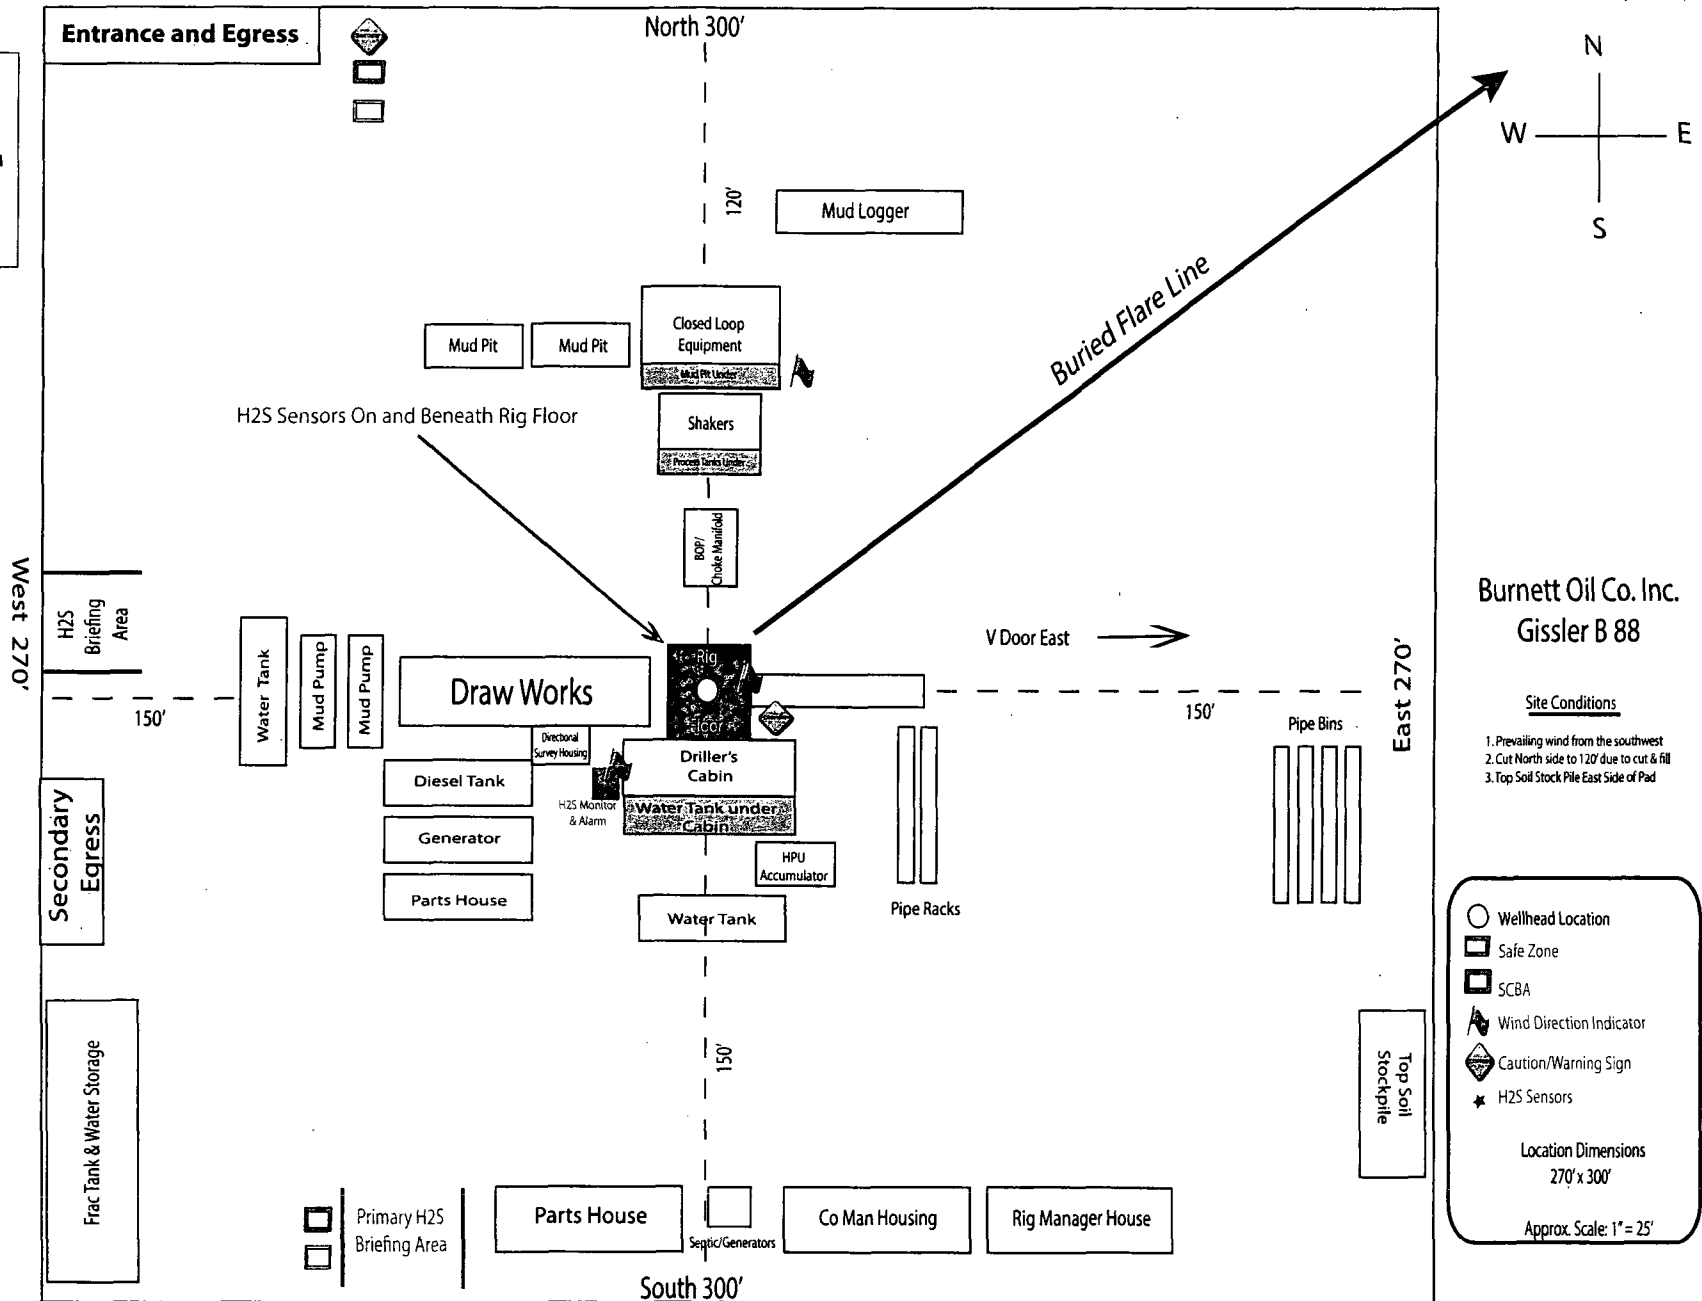 Entrance and Egress
North 300'
N
W
E
S
120'
Mud Logger
Buried Flare Line
Closed Loop
Equipment
Mud Pit Under
Mud Pit
Mud Pit
H2S Sensors On and Beneath Rig Floor
Shakers
Process Tanks Under
BOP/
Choke Manifold
West 270'
H2S
Briefing
Area
150'
Water Tank
Mud Pump
Mud Pump
Draw Works
Rig
Floor
V Door East
150'
East 270'
Burnett Oil Co. Inc.
Gissler B 88
Site Conditions
1. Prevailing wind from the southwest
2. Cut North side to 120' due to cut & fill
3. Top Soil Stock Pile East Side of Pad
Directional
Survey Housing
Diesel Tank
Generator
Parts House
H2S Monitor
& Alarm
Driller's
Cabin
Water Tank under
Cabin
HPU
Accumulator
Water Tank
Pipe Racks
Pipe Bins
Secondary
Egress
Frac Tank & Water Storage
150'
Top Soil
Stockpile
Wellhead Location
Safe Zone
SCBA
Wind Direction Indicator
Caution/Warning Sign
H2S Sensors
Location Dimensions
270' x 300'
Approx. Scale: 1" = 25'
Primary H2S
Briefing Area
Parts House
Septic/Generators
Co Man Housing
Rig Manager House
South 300'